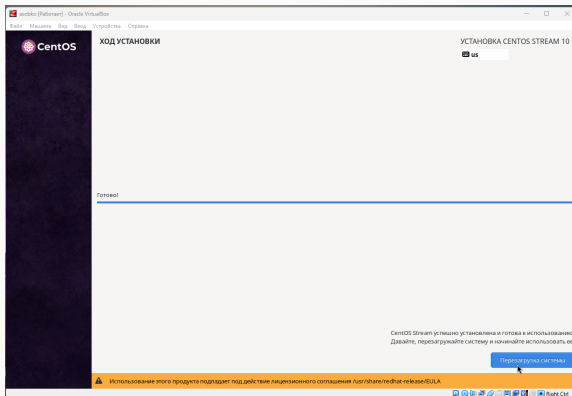 asobko [Работает] - Oracle VirtualBox
Файл Машина Вид Ввод Устройства Справка
CentOS
ХОД УСТАНОВКИ
УСТАНОВКА CENTOS STREAM 10
us
Готово!
CentOS Stream успешно установлена и готова к использованию
Давайте, перезагружайте систему и начинайте использовать ее
Перезагрузка системы
Использование этого продукта подпадает под действие лицензионного соглашения /usr/share/redhat-release/EULA
Right Ctrl